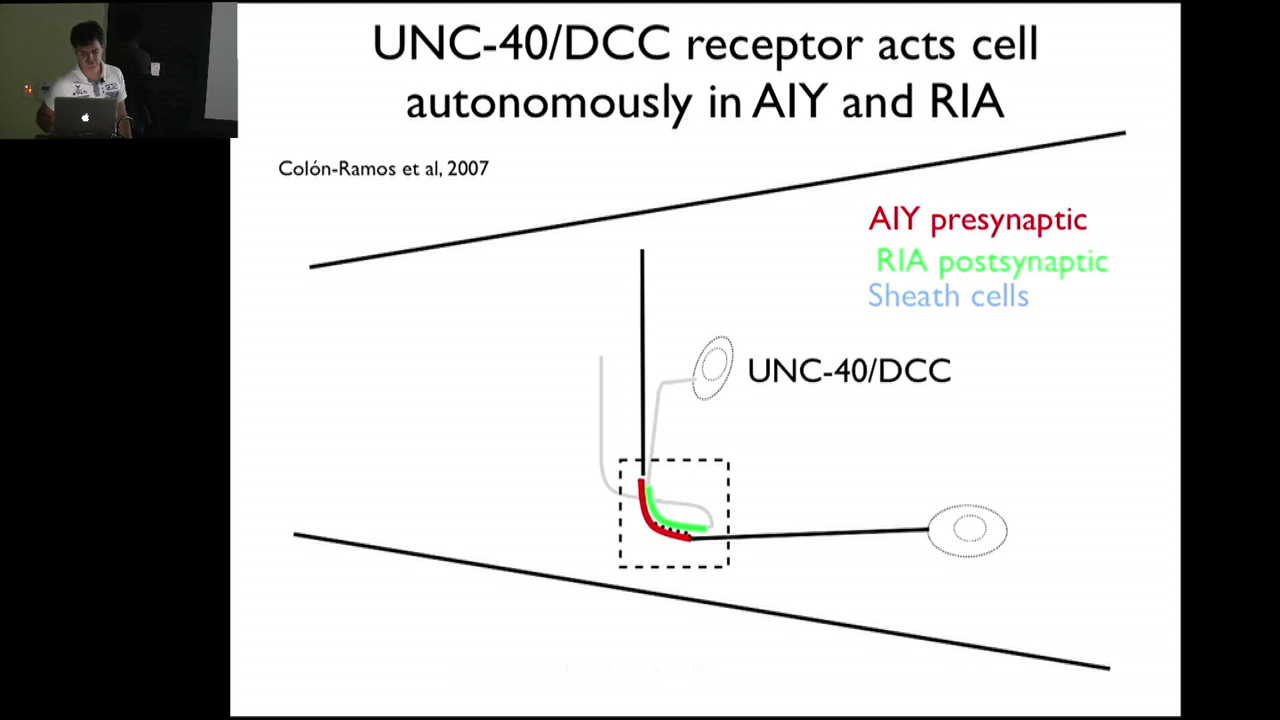 UNC-40/DCC receptor acts cell
autonomously in AIY and RIA
Colón-Ramos et al, 2007
AIY presynaptic
RIA postsynaptic
Sheath cells
UNC-40/DCC